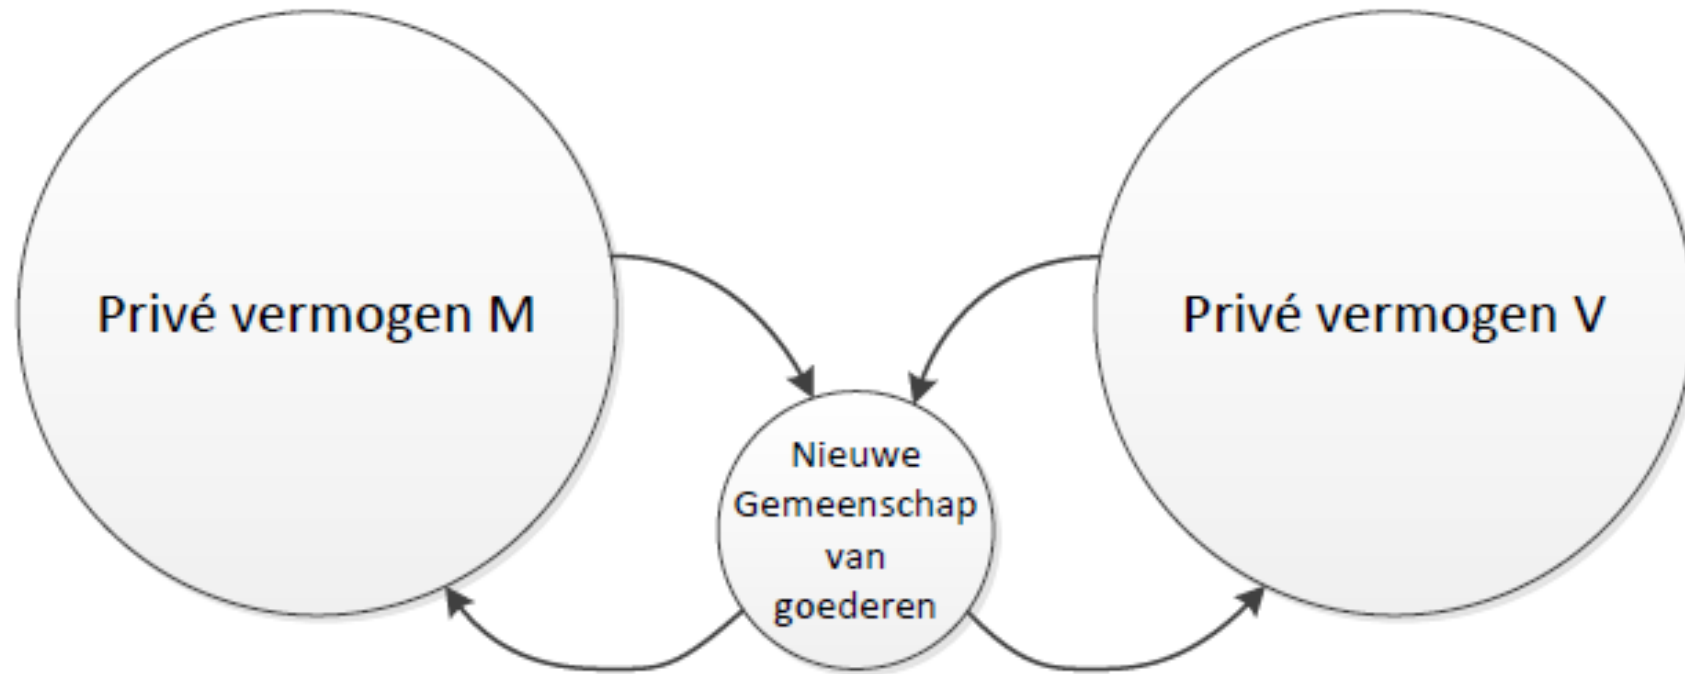 Privé vermogen M
Privé vermogen V
Nieuwe
Gemeenschap
van
goederen